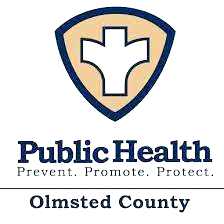 Public Health
Prevent. Promote. Protect.
Olmsted County